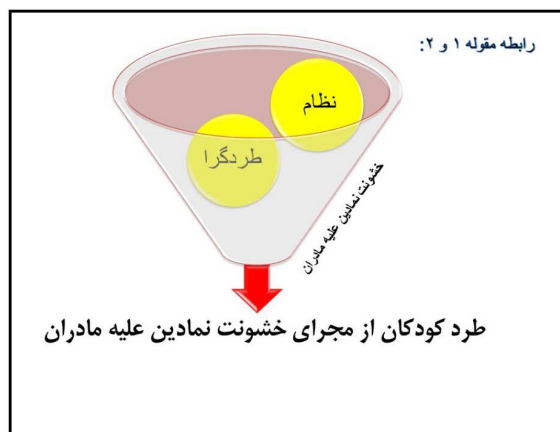 رابطه مقوله ۱ و ۲:
نظام
طردگرا
خشونت نمادین علیه مادران
طرد کودکان از مجرای خشونت نمادین علیه مادران